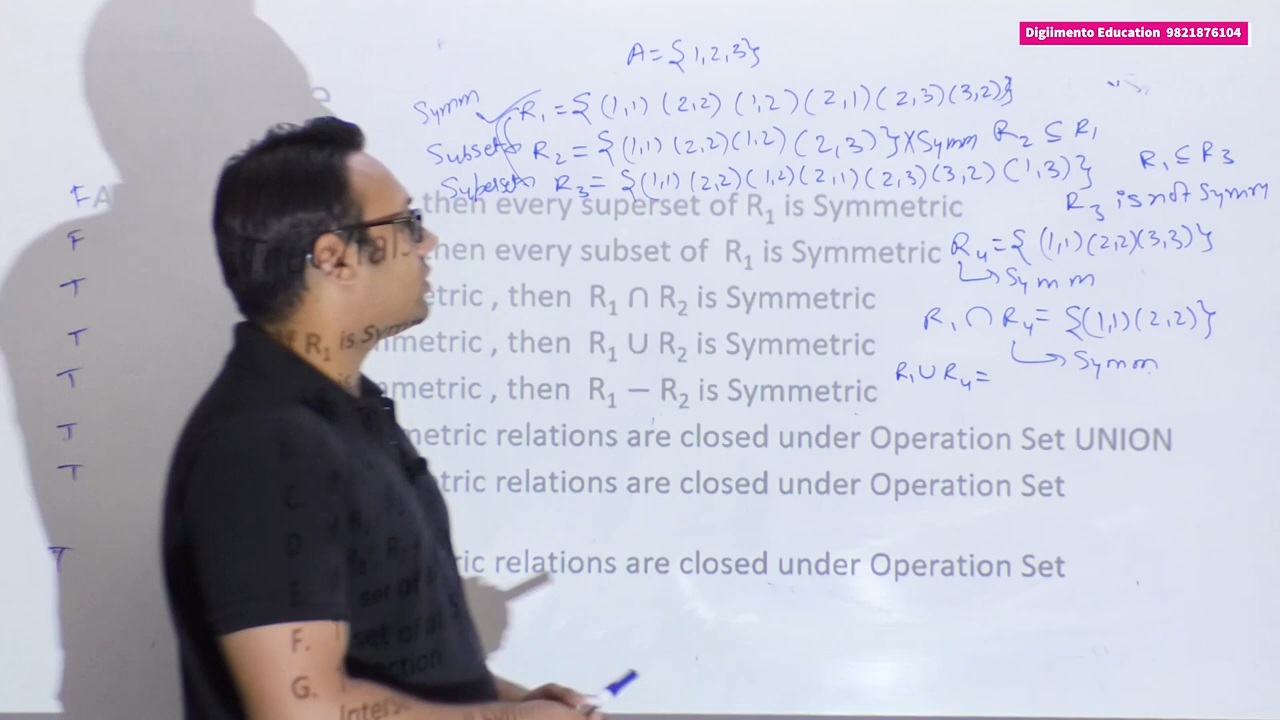 Digiimento Education 9821876104
A = {1,2,3}
Symm R₁ = { (1,1) (2,2) (1,2) (2,1) (2,3) (3,2)}
Subset R₂ = {(1,1) (2,2) (1,2) (2,3) } X Symm R₂ ⊆ R₁
Superset R₃ = {(1,1) (2,2) (1,2) (2,1) (2,3) (3,2) (1,3) }
R₁ ⊆ R₃
R₃ is not Symm
F A then every superset of R₁ is Symmetric
F then every subset of R₁ is Symmetric
R₄ = { (1,1) (2,2) (3,3) }
Symm
T etric , then R₁ ∩ R₂ is Symmetric
R₁ ∩ R₄ = {(1,1) (2,2) }
Symm
T If R₁ is Symmetric , then R₁ ∪ R₂ is Symmetric
R₁ ∪ R₄ =
T metric , then R₁ − R₂ is Symmetric
T metric relations are closed under Operation Set UNION
T tric relations are closed under Operation Set
T ric relations are closed under Operation Set
F.
G.